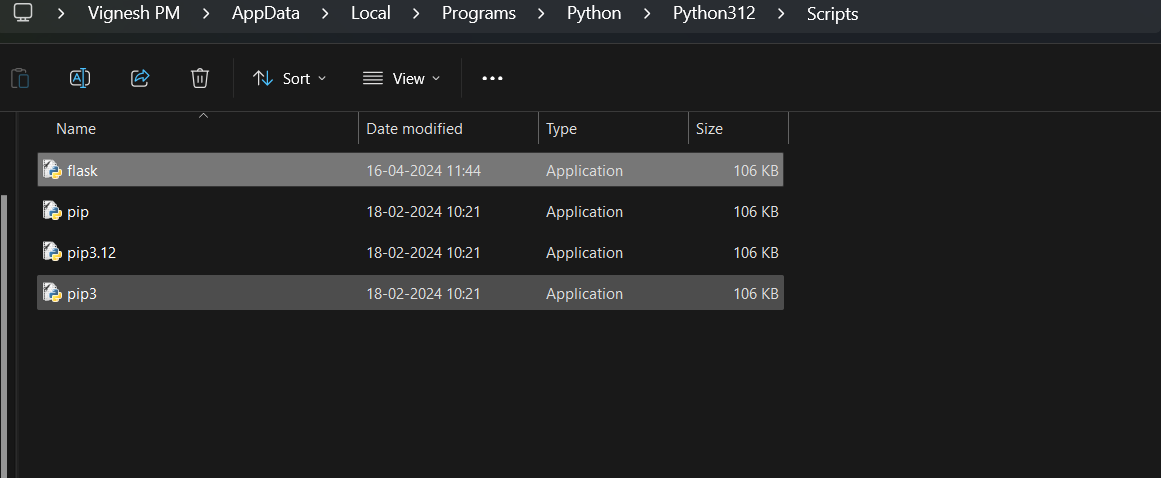 Vignesh PM > AppData > Local > Programs > Python > Python312 > Scripts
Sort View •••
Name Date modified Type Size
flask 16-04-2024 11:44 Application 106 KB
pip 18-02-2024 10:21 Application 106 KB
pip3.12 18-02-2024 10:21 Application 106 KB
pip3 18-02-2024 10:21 Application 106 KB